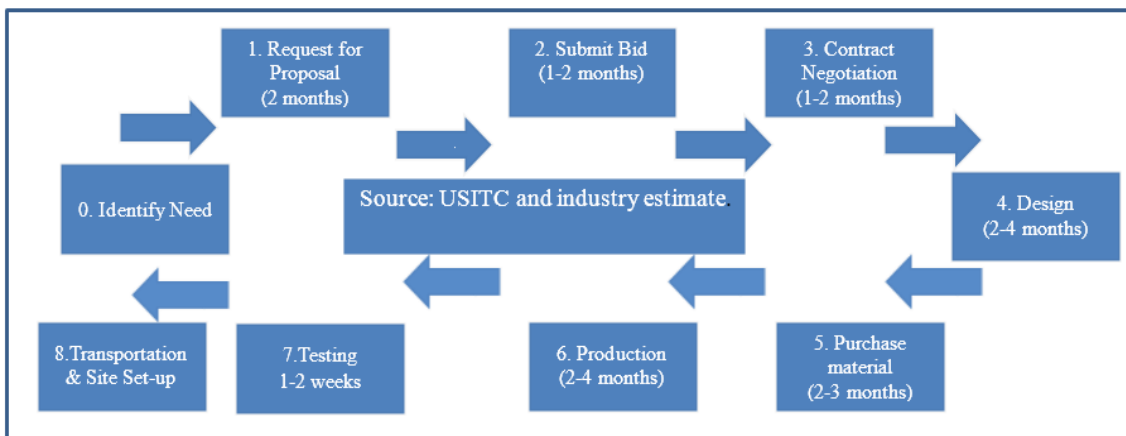 1. Request for
Proposal
(2 months)
2. Submit Bid
(1-2 months)
3. Contract
Negotiation
(1-2 months)
0. Identify Need
Source: USITC and industry estimate.
4. Design
(2-4 months)
8.Transportation
& Site Set-up
7.Testing
1-2 weeks
6. Production
(2-4 months)
5. Purchase
material
(2-3 months)